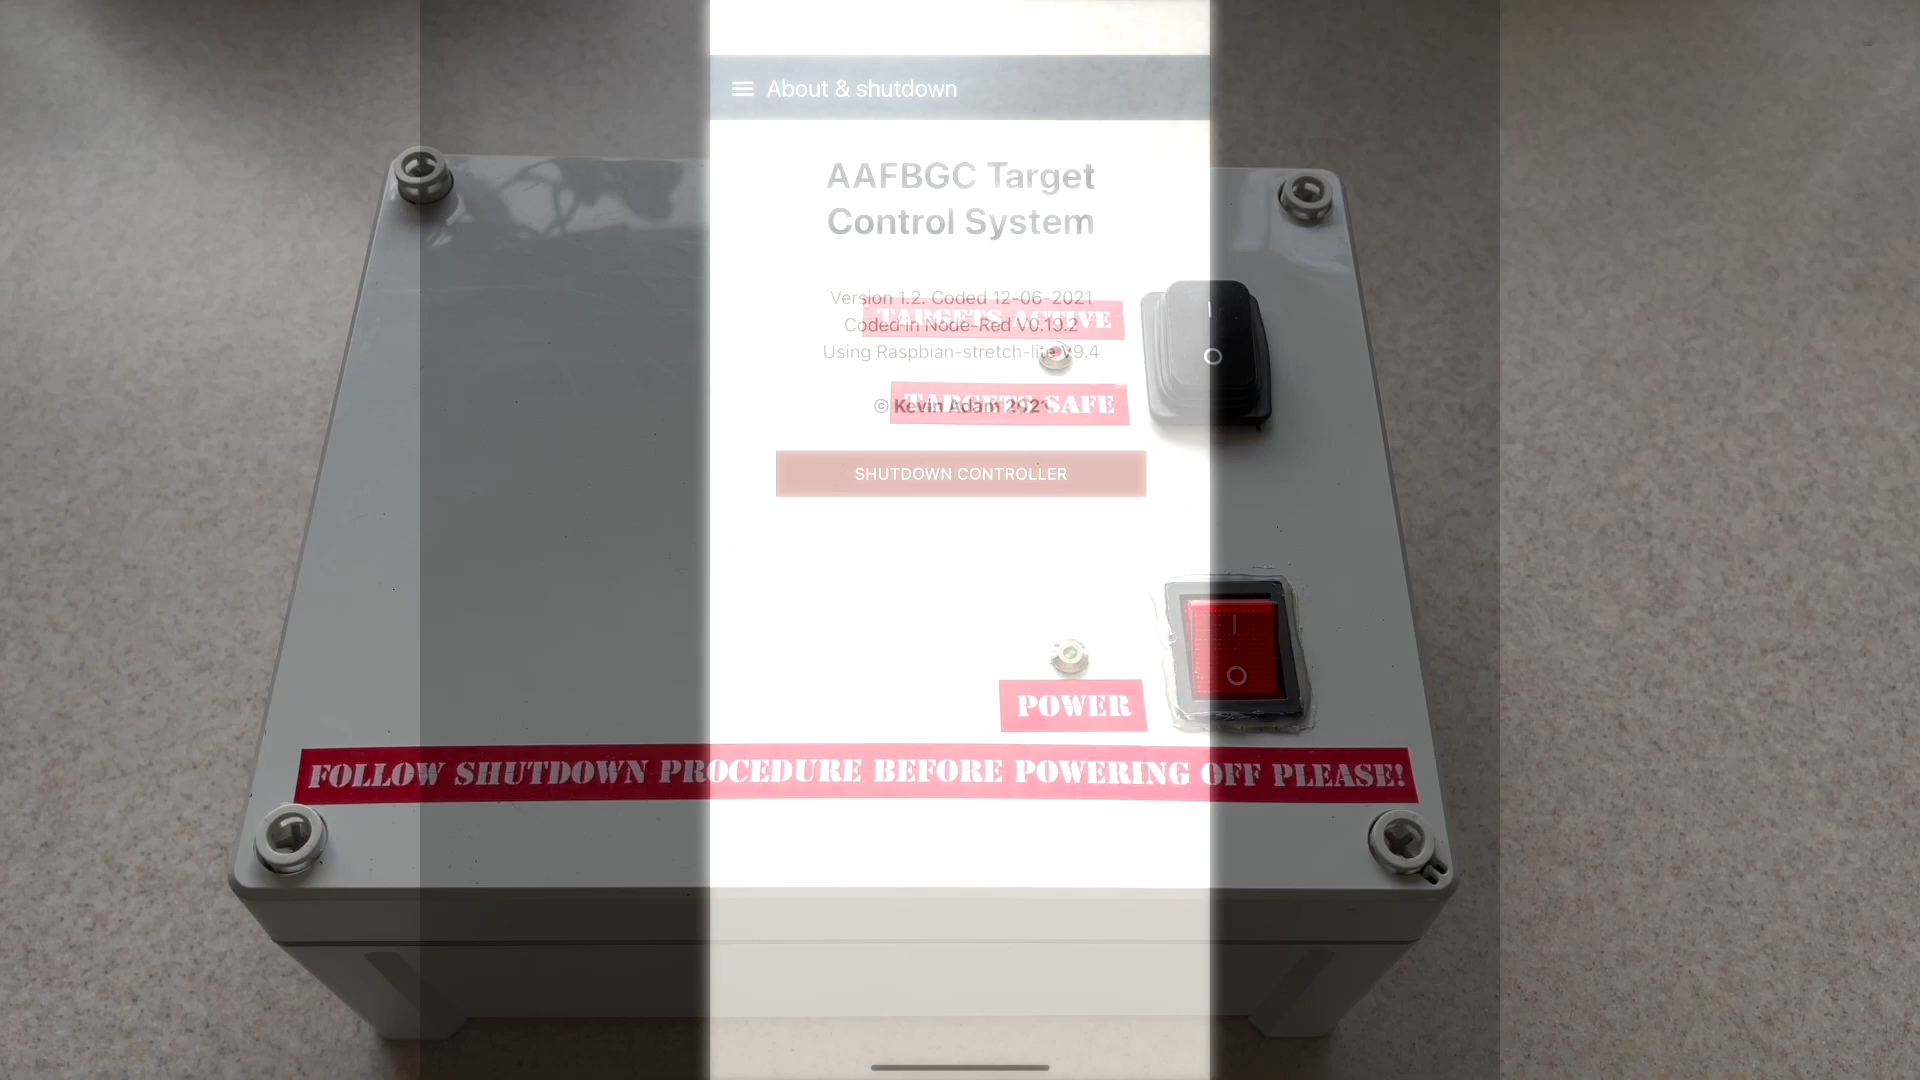 About & shutdown
AAFBGC Target
Control System
Version 1.2. Coded 12-06-2021
TARGETS ACTIVE
Coded in Node-Red V0.19.2
Using Raspbian-stretch-lite V9.4
TARGETS SAFE
© Kevin Adam 2021
SHUTDOWN CONTROLLER
POWER
FOLLOW SHUTDOWN PROCEDURE BEFORE POWERING OFF PLEASE!